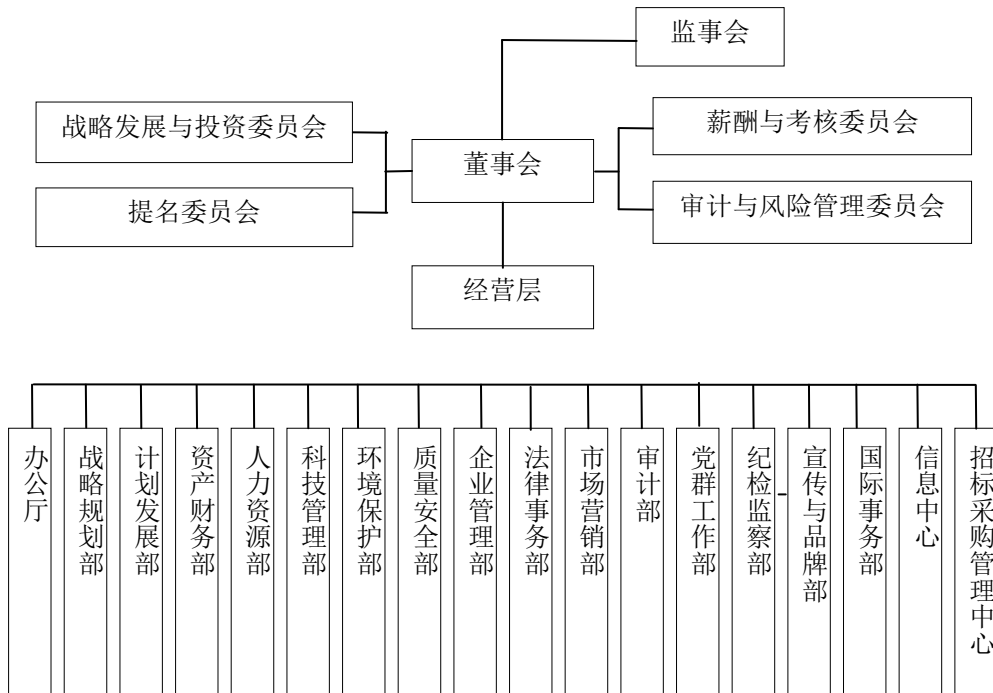 监事会
战略发展与投资委员会
薪酬与考核委员会
董事会
提名委员会
审计与风险管理委员会
经营层
办公厅
战略规划部
计划发展部
资产财务部
人力资源部
科技管理部
环境保护部
质量安全部
企业管理部
法律事务部
市场营销部
审计部
党群工作部
纪检监察部
宣传与品牌部
国际事务部
信息中心
招标采购管理中心